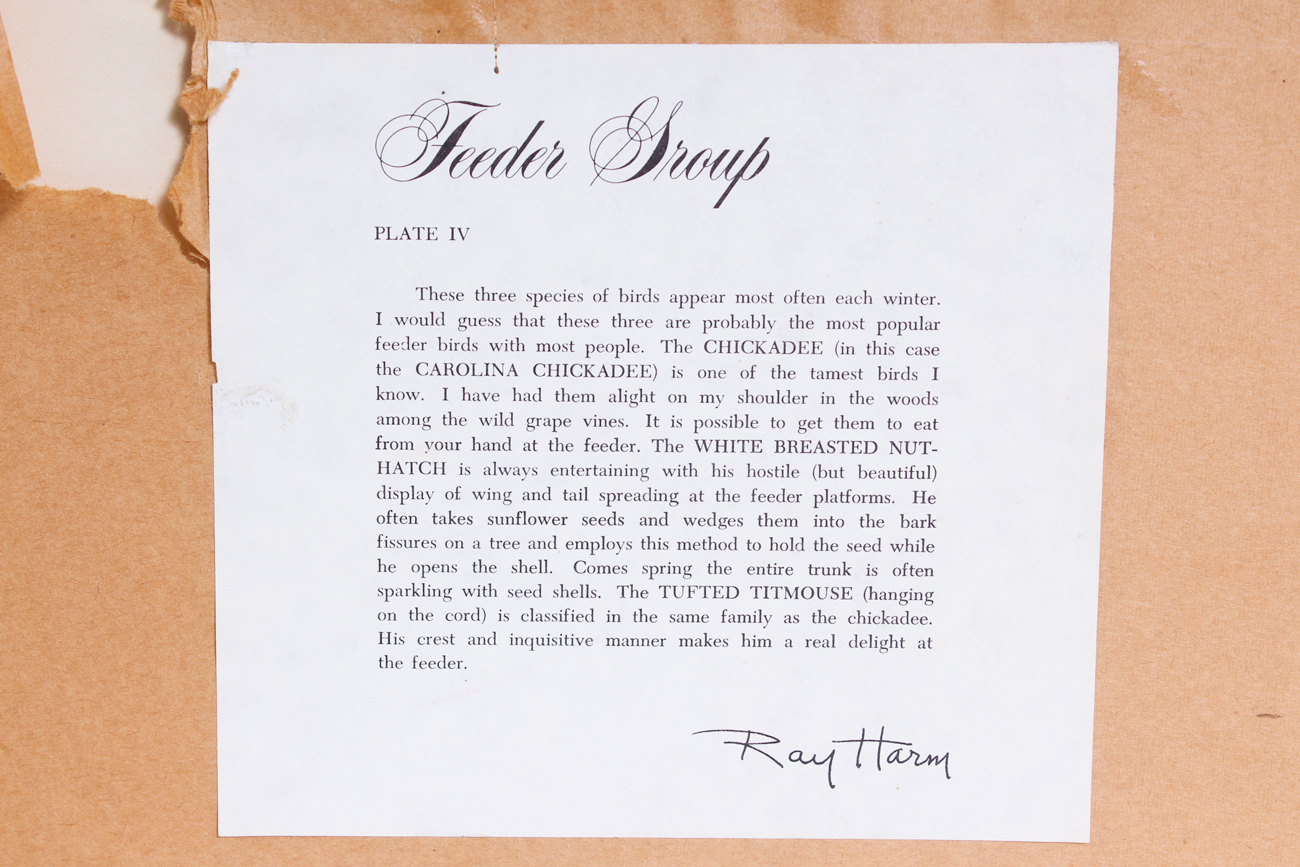 Feeder Group
PLATE IV
These three species of birds appear most often each winter.
I would guess that these three are probably the most popular
feeder birds with most people. The CHICKADEE (in this case
the CAROLINA CHICKADEE) is one of the tamest birds I
know. I have had them alight on my shoulder in the woods
among the wild grape vines. It is possible to get them to eat
from your hand at the feeder. The WHITE BREASTED NUT-
HATCH is always entertaining with his hostile (but beautiful)
display of wing and tail spreading at the feeder platforms. He
often takes sunflower seeds and wedges them into the bark
fissures on a tree and employs this method to hold the seed while
he opens the shell. Comes spring the entire trunk is often
sparkling with seed shells. The TUFTED TITMOUSE (hanging
on the cord) is classified in the same family as the chickadee.
His crest and inquisitive manner makes him a real delight at
the feeder.
Ray Harm